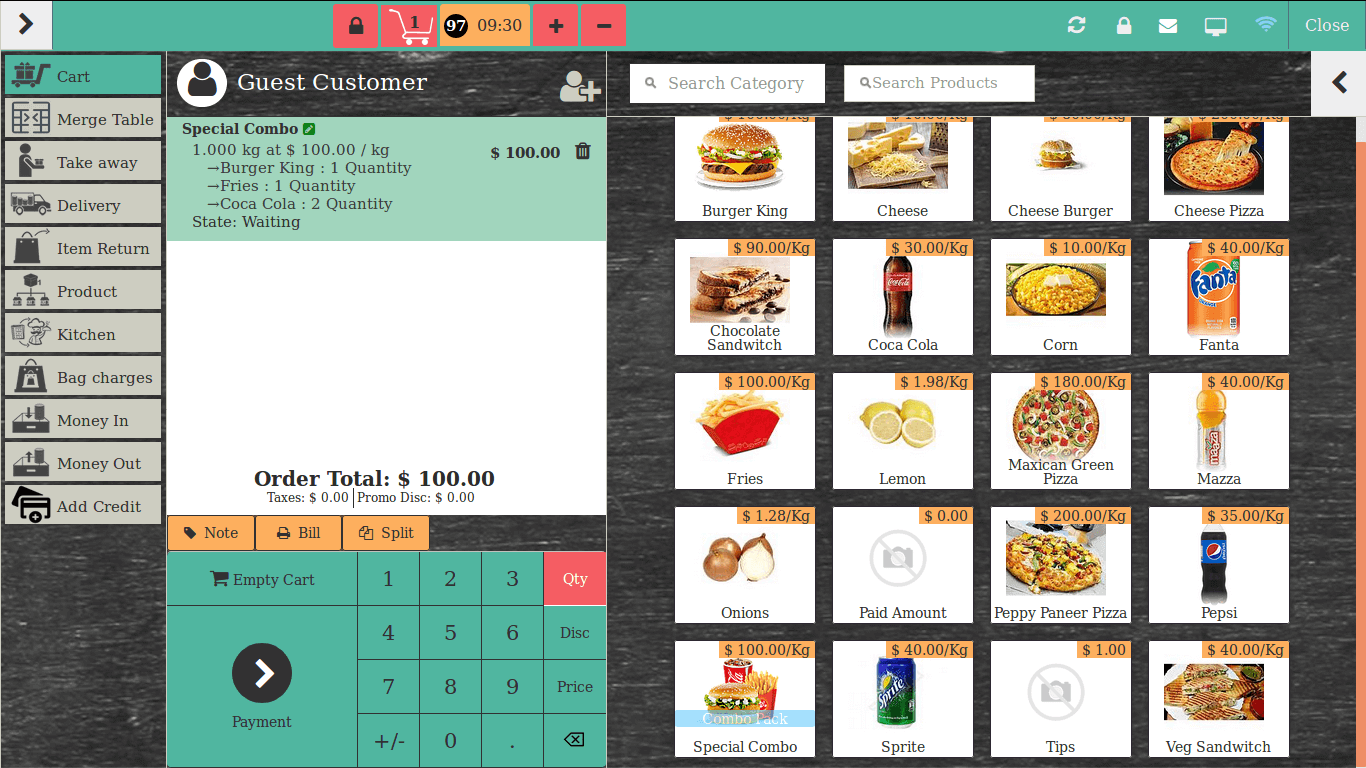 1
97 09:30
Close
Cart
Merge Table
Take away
Delivery
Item Return
Product
Kitchen
Bag charges
Money In
Money Out
Add Credit
Guest Customer
Special Combo
1.000 kg at $ 100.00 / kg
$ 100.00
→Burger King : 1 Quantity
→Fries : 1 Quantity
→Coca Cola : 2 Quantity
State: Waiting
Order Total: $ 100.00
Taxes: $ 0.00 Promo Disc: $ 0.00
Note
Bill
Split
Empty Cart
1 2 3 Qty
4 5 6 Disc
7 8 9 Price
+/- 0 .
Payment
Search Category
Search Products
Burger King
Cheese
Cheese Burger
Cheese Pizza
$ 90.00/Kg
Chocolate
Sandwitch
$ 30.00/Kg
Coca Cola
$ 10.00/Kg
Corn
$ 40.00/Kg
Fanta
$ 100.00/Kg
Fries
$ 1.98/Kg
Lemon
$ 180.00/Kg
Maxican Green
Pizza
$ 40.00/Kg
Mazza
$ 1.28/Kg
Onions
$ 0.00
Paid Amount
$ 200.00/Kg
Peppy Paneer Pizza
$ 35.00/Kg
Pepsi
$ 100.00/Kg
Combo Pack
Special Combo
$ 40.00/Kg
Sprite
Sprite
$ 1.00
Tips
$ 40.00/Kg
Veg Sandwitch